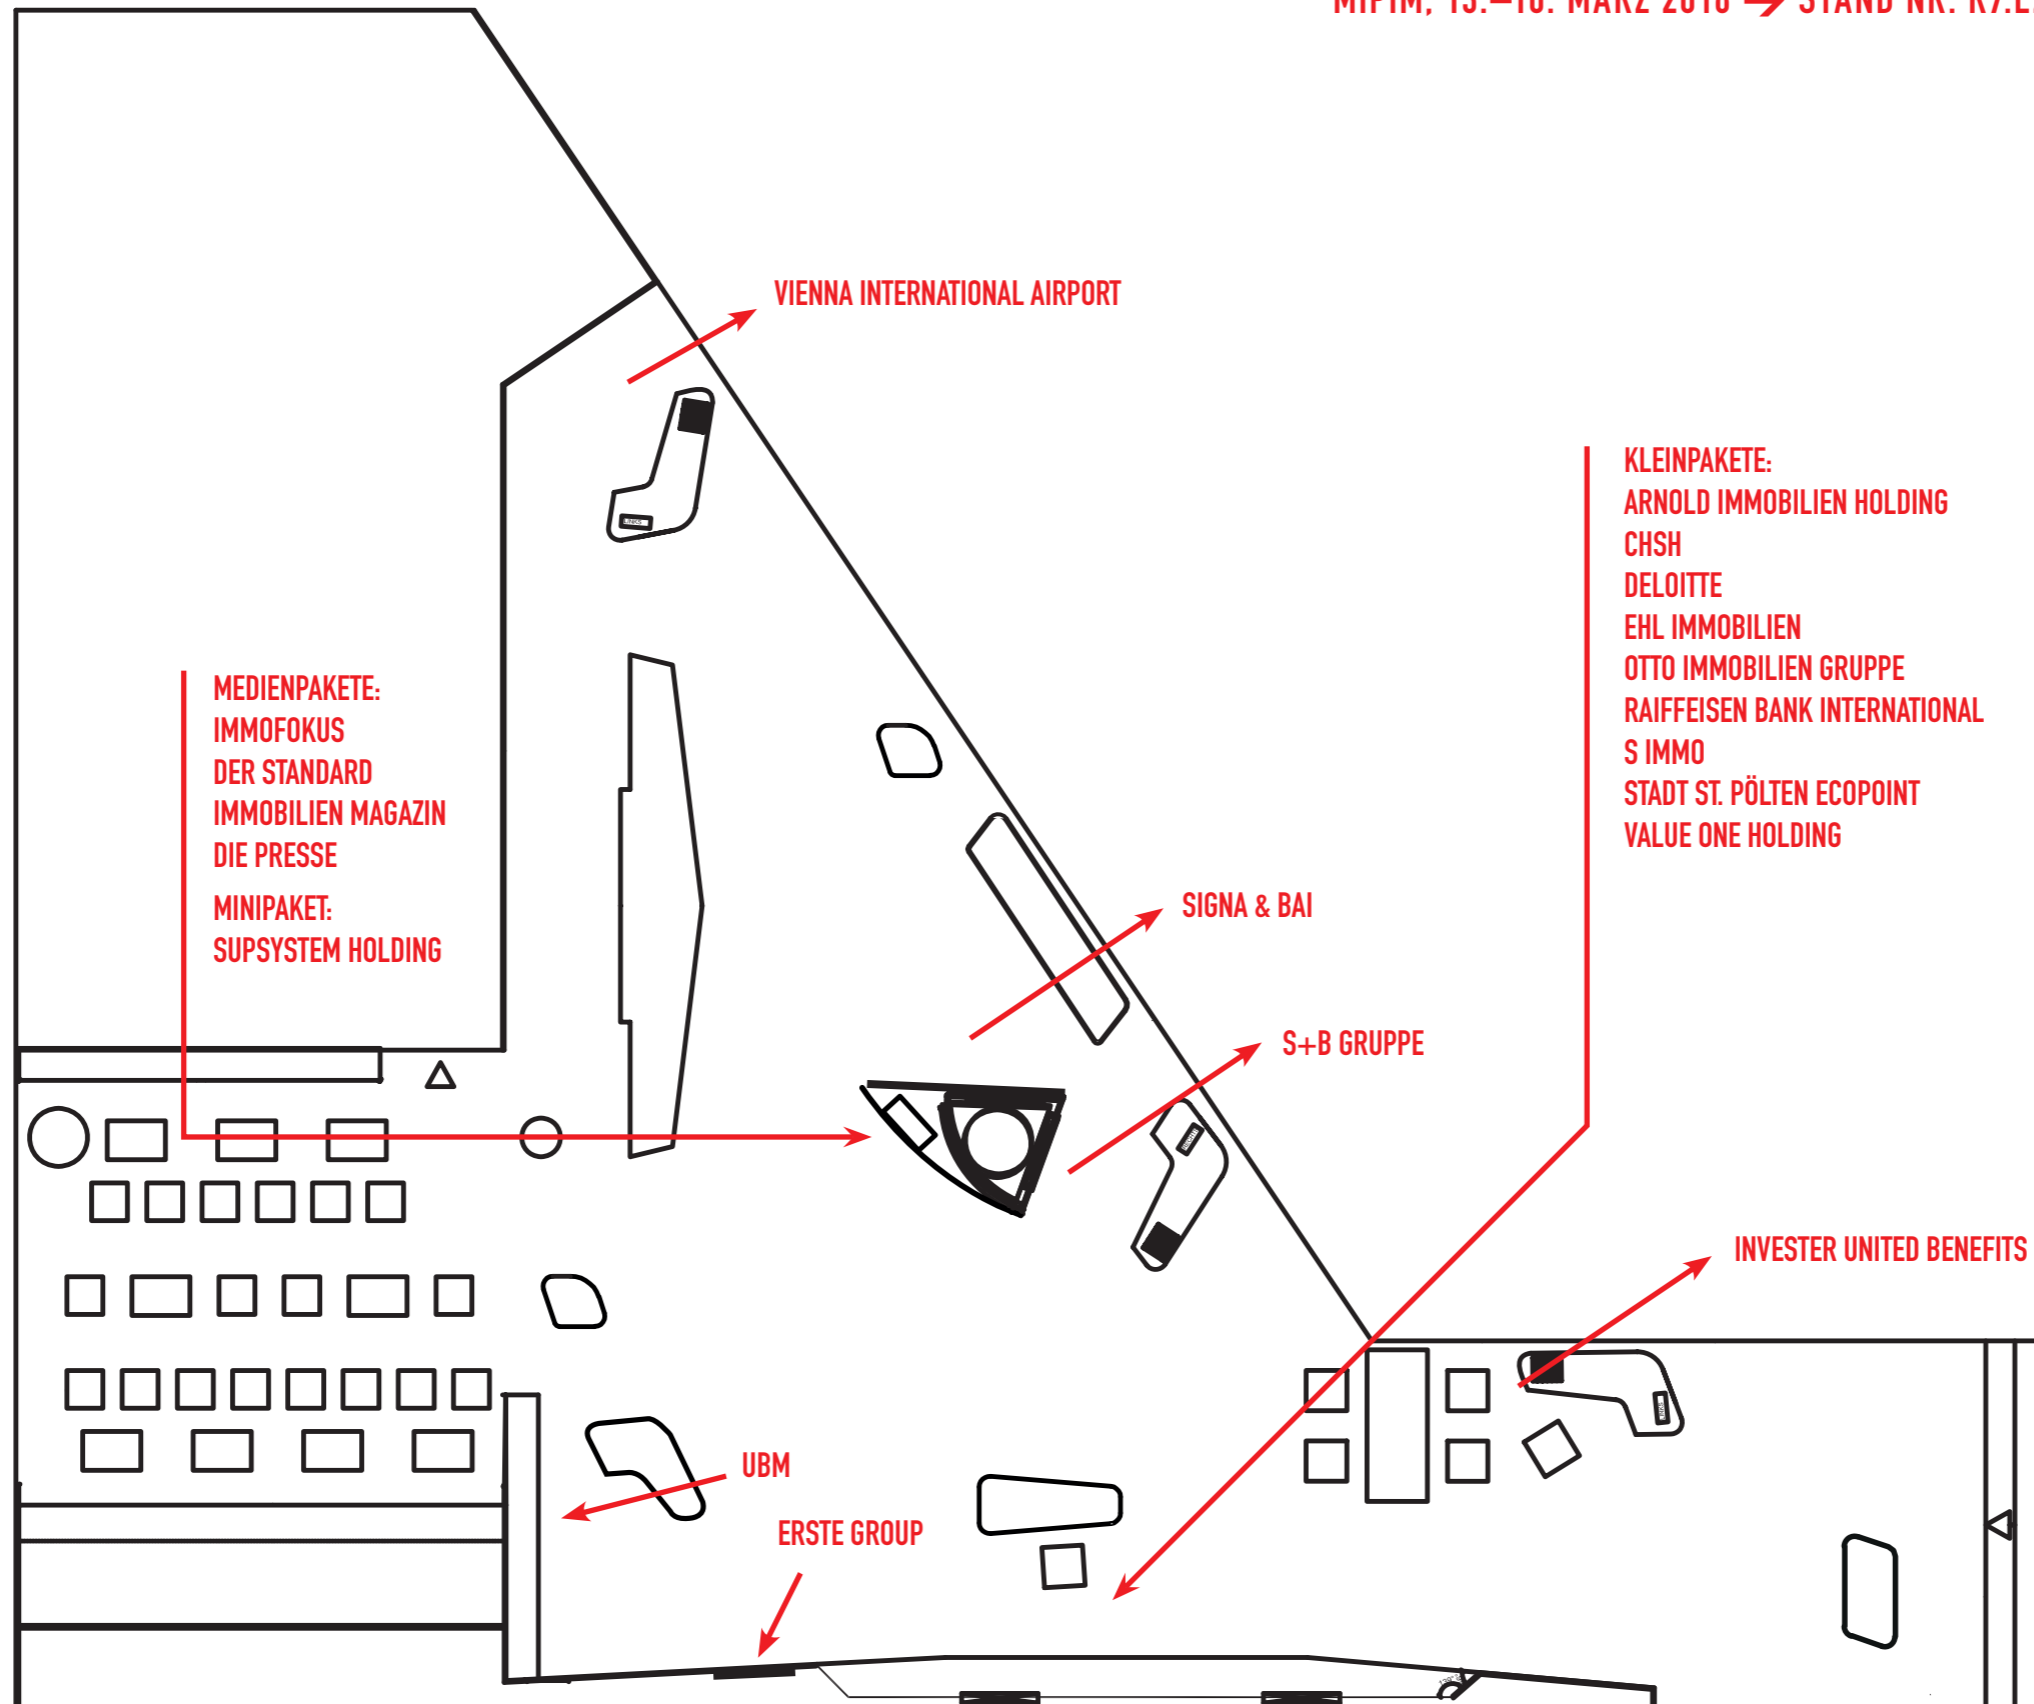 VIENNA INTERNATIONAL AIRPORT
KLEINPAKETE:
ARNOLD IMMOBILIEN HOLDING
CHSH
DELOITTE
EHL IMMOBILIEN
OTTO IMMOBILIEN GRUPPE
RAIFFEISEN BANK INTERNATIONAL
S IMMO
STADT ST. PÖLTEN ECOPOINT
VALUE ONE HOLDING
MEDIENPAKETE:
IMMOFOKUS
DER STANDARD
IMMOBILIEN MAGAZIN
DIE PRESSE
MINIPAKET:
SUPSYSTEM HOLDING
SIGNA & BAI
S+B GRUPPE
INVESTER UNITED BENEFITS
UBM
ERSTE GROUP